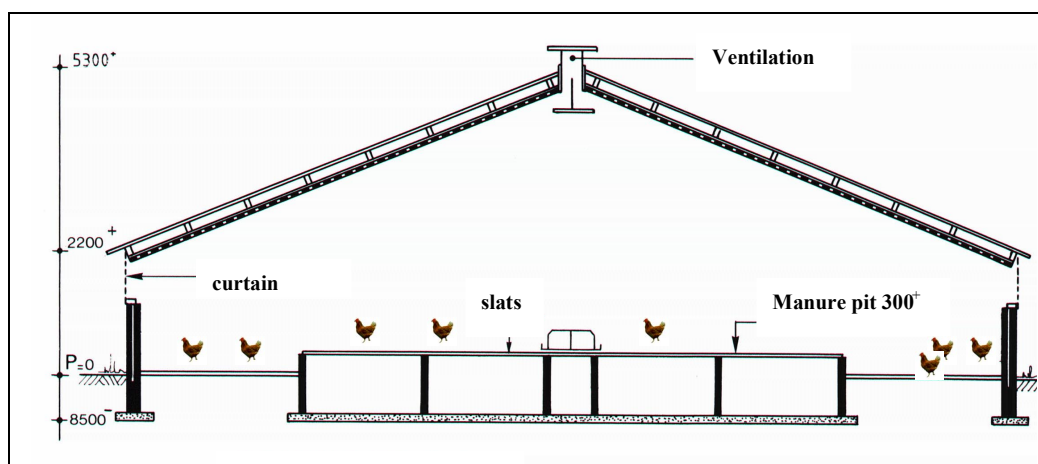 5300⁺
Ventilation
2200⁺
curtain
slats
Manure pit 300⁺
P=0
8500⁻